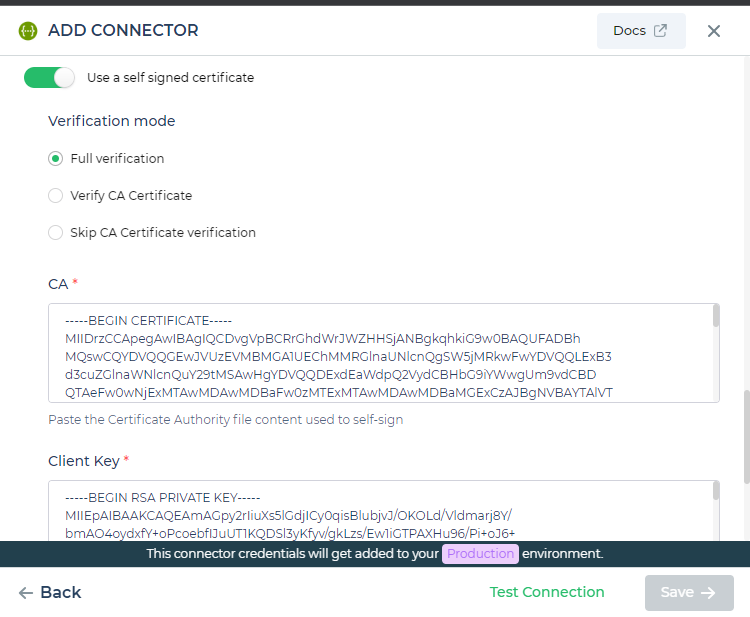 ADD CONNECTOR
Docs
Use a self signed certificate
Verification mode
Full verification
Verify CA Certificate
Skip CA Certificate verification
CA *
-----BEGIN CERTIFICATE-----
MIIDrzCCApegAwIBAgIQCDvgVpBCRrGhdWrJWZHHSjANBgkqhkiG9w0BAQUFADBh
MQswCQYDVQQGEwJVUzEVMBMGA1UEChMMRGlnaUNlcnQgSW5jMRkwFwYDVQQLExB3
d3cuZGlnaWNlcnQuY29tMSAwHgYDVQQDExdEaWdpQ2VydCBHbG9iYWwgUm9vdCBD
QTAeFw0wNjExMTAwMDAwMDBaFw0zMTExMTAwMDAwMDBaMGExCzAJBgNVBAYTAlVT
Paste the Certificate Authority file content used to self-sign
Client Key *
-----BEGIN RSA PRIVATE KEY-----
MIIEpAIBAAKCAQEAmAGpy2rIiuXs5lGdjICy0qisBlubjvJ/OKOLd/Vldmarj8Y/
bmAO4oydxfY+oPcoebfIJuUT1KQDSl3yKfyv/gkLzs/Ew1iGTPAXHu96/Pi+oJ6+
This connector credentials will get added to your Production environment.
Back
Test Connection
Save